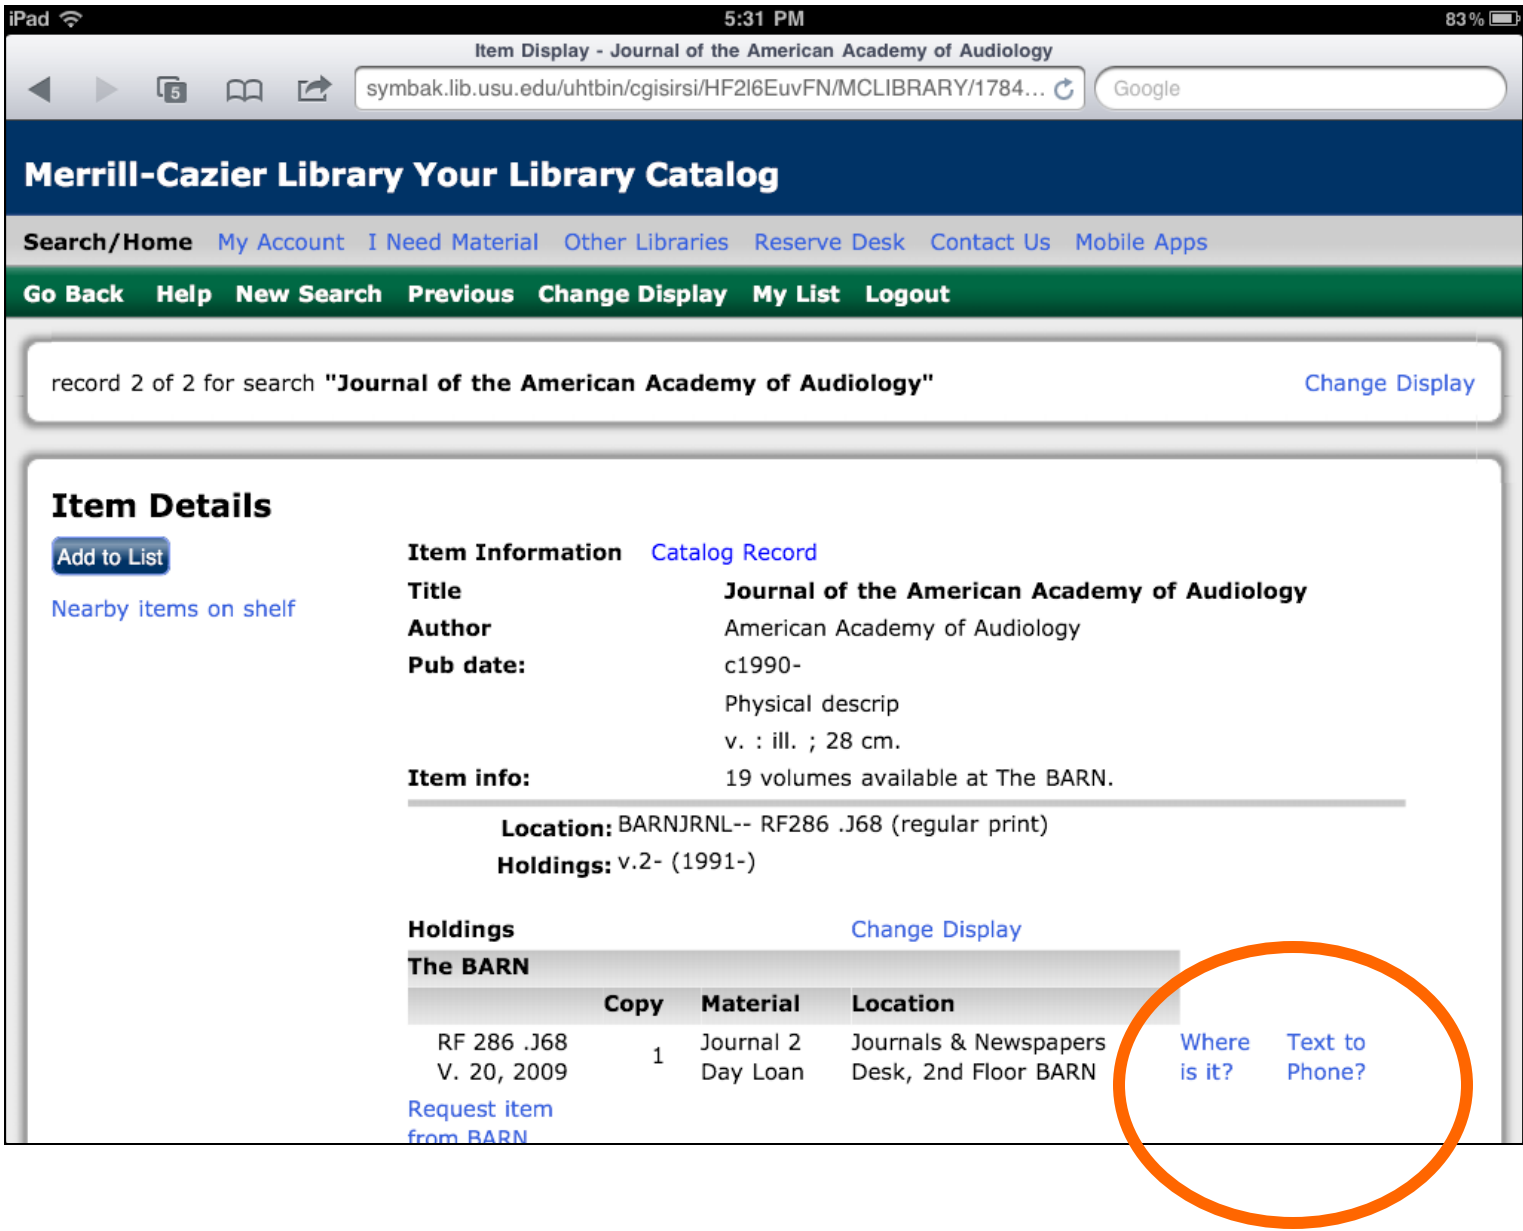 iPad 5:31 PM 83%
Item Display - Journal of the American Academy of Audiology
5 symbak.lib.usu.edu/uhtbin/cgisirsi/HF2l6EuvFN/MCLIBRARY/1784... Google
Merrill-Cazier Library Your Library Catalog
Search/Home My Account I Need Material Other Libraries Reserve Desk Contact Us Mobile Apps
Go Back Help New Search Previous Change Display My List Logout
record 2 of 2 for search "Journal of the American Academy of Audiology" Change Display
Item Details
Add to List
Nearby items on shelf
Item Information Catalog Record
Title Journal of the American Academy of Audiology
Author American Academy of Audiology
Pub date: c1990-
Physical descrip
v. : ill. ; 28 cm.
Item info: 19 volumes available at The BARN.
Location: BARNJRNL-- RF286 .J68 (regular print)
Holdings: v.2- (1991-)
Holdings Change Display
The BARN
Copy Material Location
RF 286 .J68
V. 20, 2009
1
Journal 2
Day Loan
Journals & Newspapers
Desk, 2nd Floor BARN
Where
is it?
Text to
Phone?
Request item
from BARN